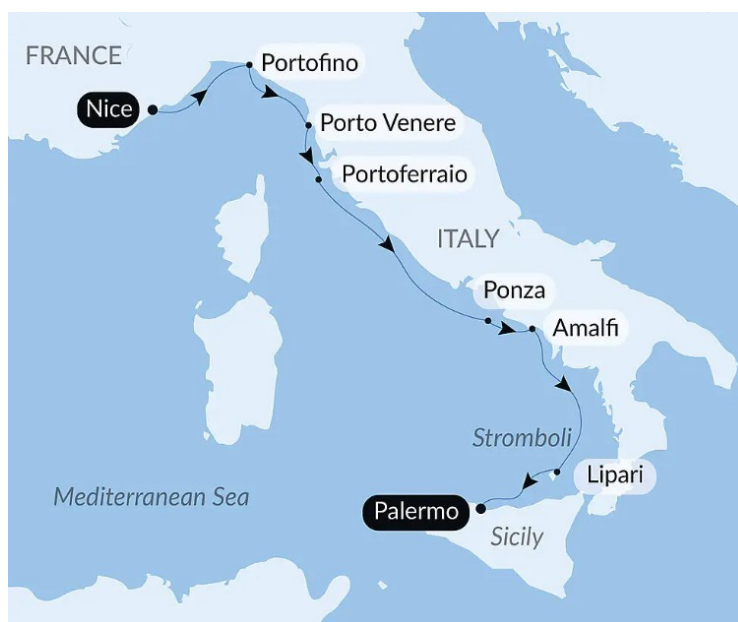 FRANCE
Portofino
Nice
Porto Venere
Portoferraio
ITALY
Ponza
Amalfi
Stromboli
Lipari
Mediterranean Sea
Palermo
Sicily